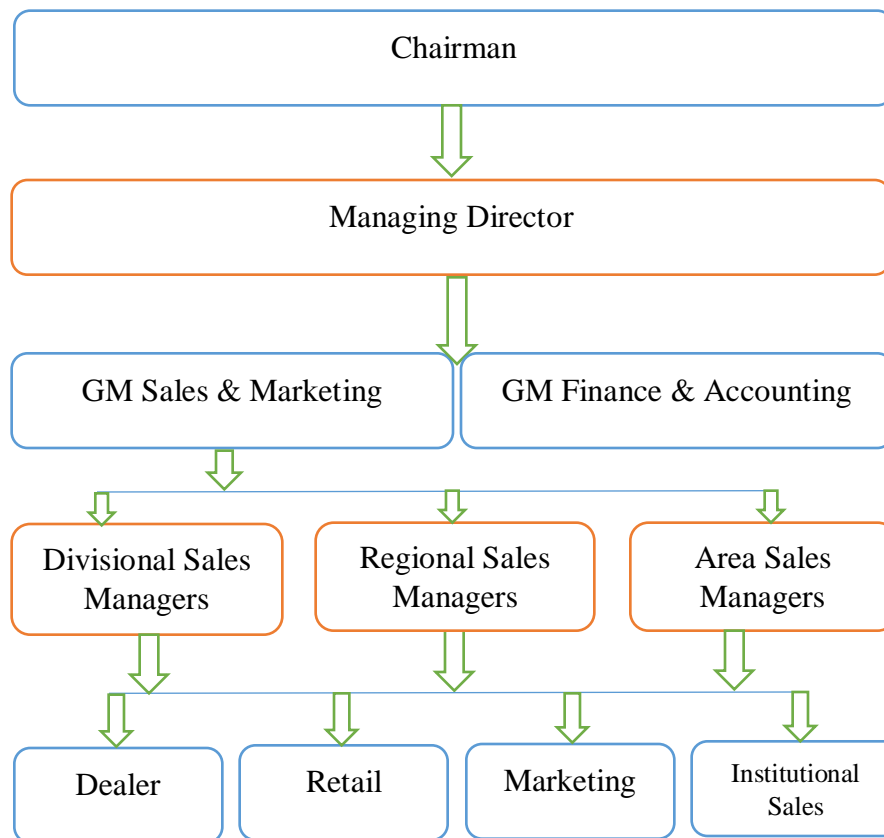 Chairman
Managing Director
GM Sales & Marketing
GM Finance & Accounting
Divisional Sales
Managers
Regional Sales
Managers
Area Sales
Managers
Dealer
Retail
Marketing
Institutional
Sales